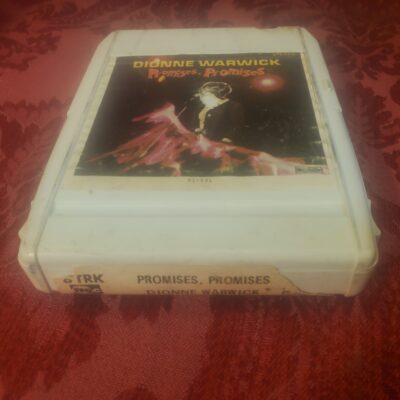 DIONNE WARWICK
Promises, Promises
8 TRK
PROMISES, PROMISES
DIONNE WARWICK